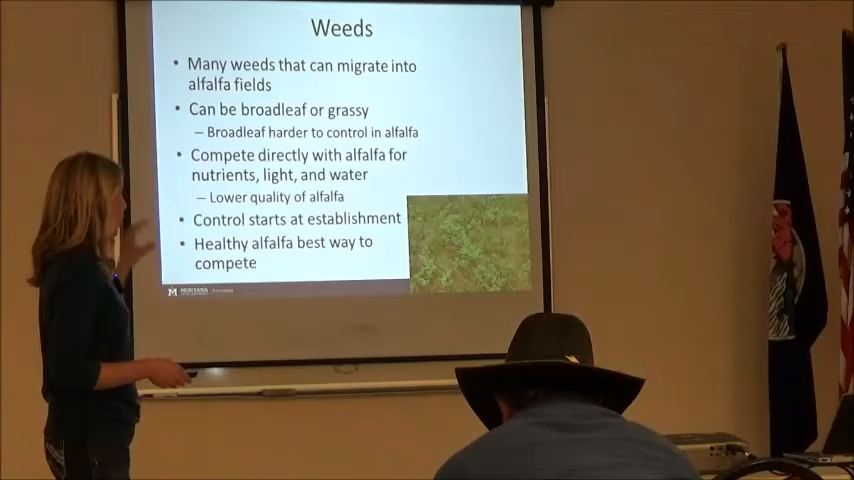 Weeds
• Many weeds that can migrate into
alfalfa fields
• Can be broadleaf or grassy
– Broadleaf harder to control in alfalfa
• Compete directly with alfalfa for
nutrients, light, and water
– Lower quality of alfalfa
• Control starts at establishment
• Healthy alfalfa best way to
compete
M MONTANA